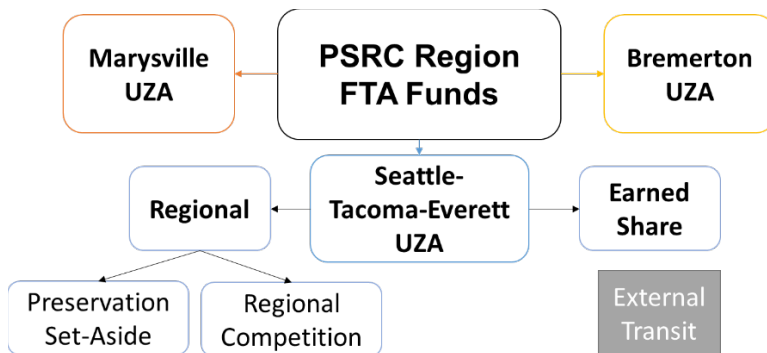 Marysville
UZA
PSRC Region
FTA Funds
Bremerton
UZA
Regional
Seattle-
Tacoma-Everett
UZA
Earned
Share
Preservation
Set-Aside
Regional
Competition
External
Transit